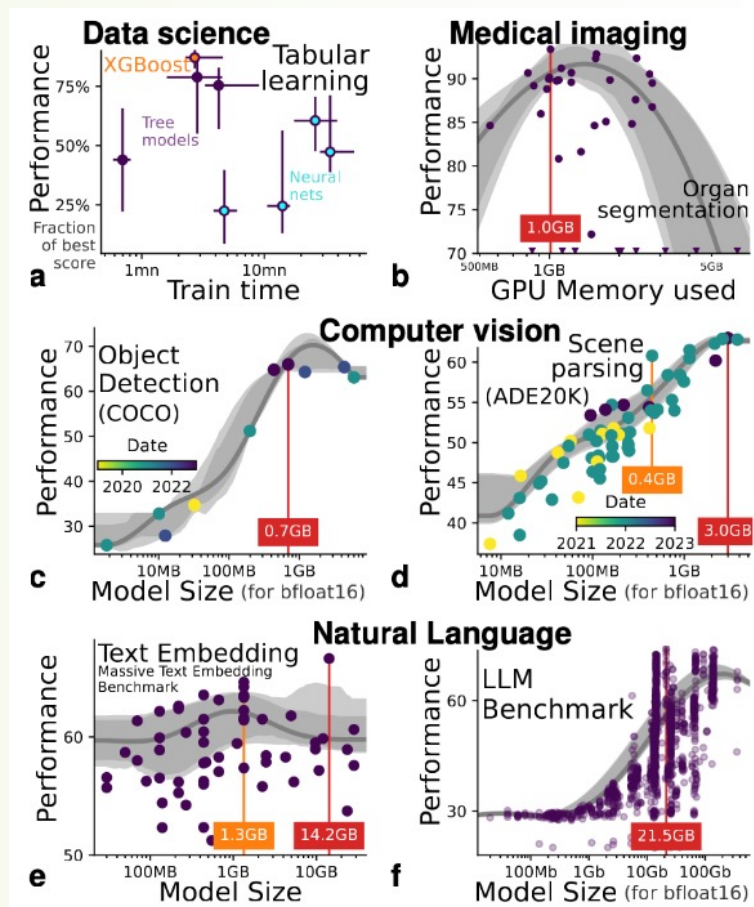 Data science
Medical imaging
Performance
75%
50%
25%
XGBoost
Tabular
learning
Tree
models
Neural
nets
Fraction
of best
score
1mn
10mn
Train time
a
Performance
90
85
80
75
70
Organ
segmentation
1.0GB
500MB
1GB
5GB
GPU Memory used
b
Computer vision
Performance
70
60
50
40
30
Object
Detection
(COCO)
Date
2020
2022
0.7GB
10MB
100MB
1GB
Model Size (for bfloat16)
c
Performance
60
55
50
45
40
Scene
parsing
(ADE20K)
0.4GB
Date
2021
2022
2023
3.0GB
10MB
100MB
1GB
Model Size (for bfloat16)
d
Natural Language
Performance
60
50
Text Embedding
Massive Text Embedding
Benchmark
1.3GB
14.2GB
100MB
1GB
10GB
Model Size
e
Performance
60
30
LLM
Benchmark
21.5GB
100Mb
1Gb
10Gb
100Gb
Model Size (for bfloat16)
f